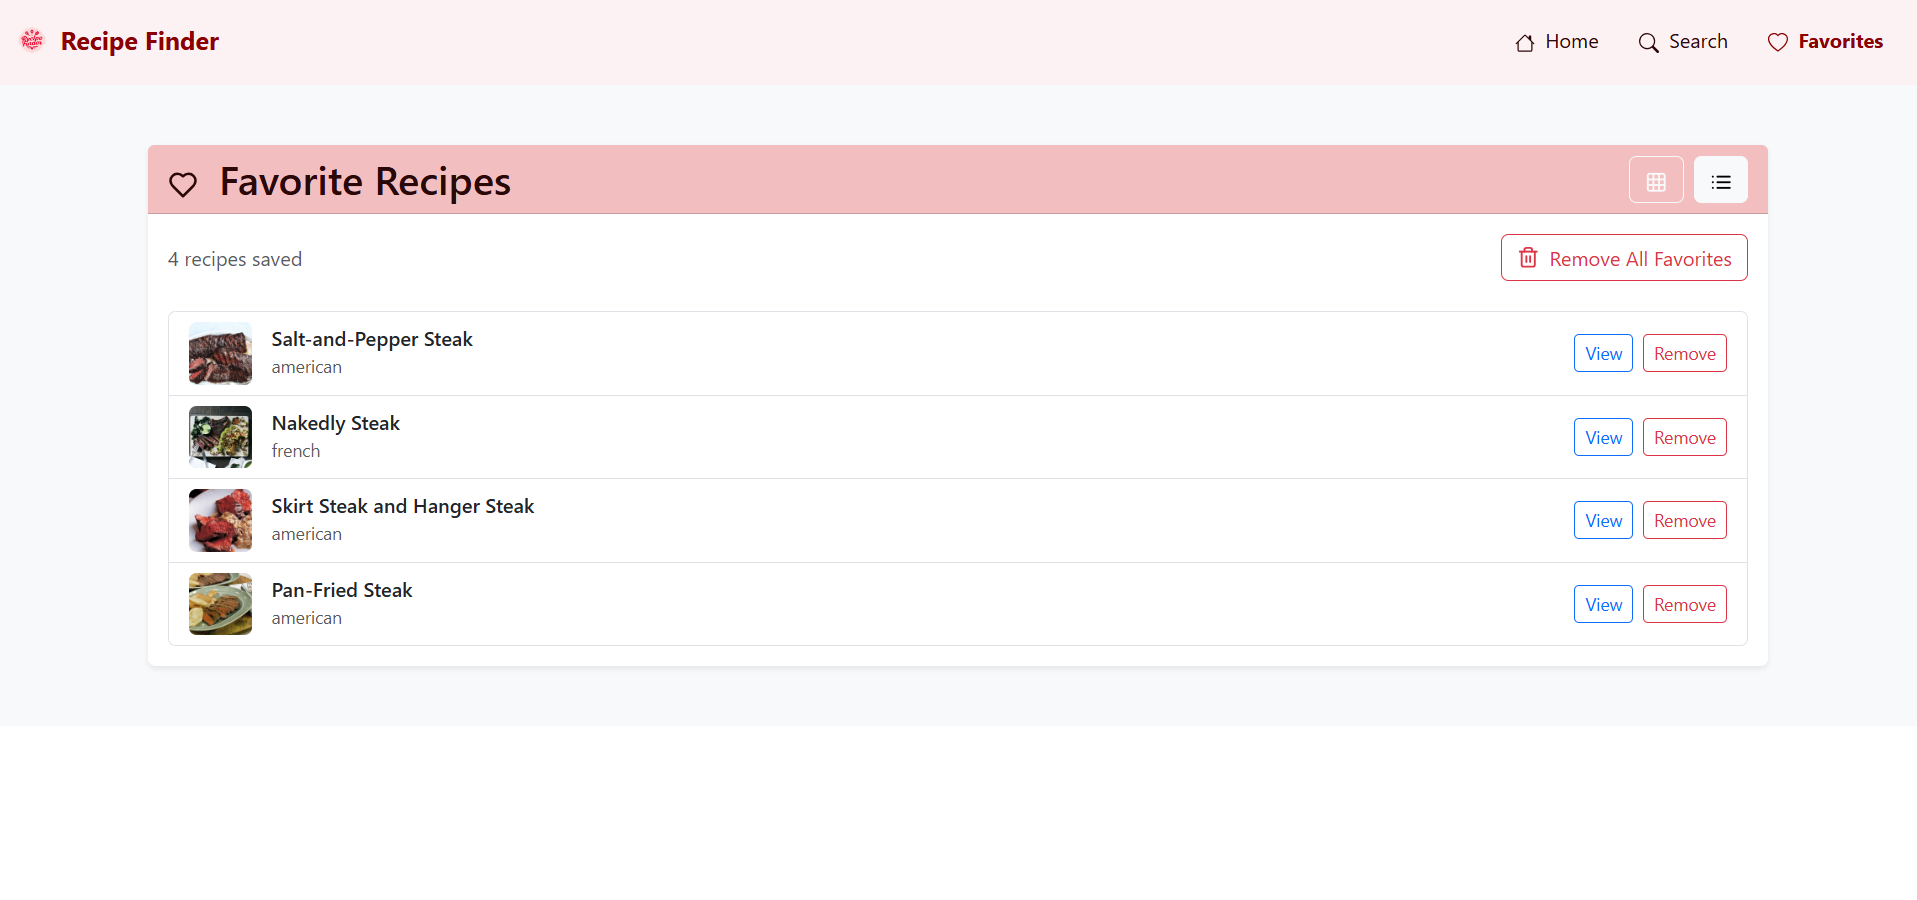 Recipe Finder
Recipe Finder
Home
Search
Favorites
Favorite Recipes
4 recipes saved
Remove All Favorites
Salt-and-Pepper Steak
american
View
Remove
Nakedly Steak
french
View
Remove
Skirt Steak and Hanger Steak
american
View
Remove
Pan-Fried Steak
american
View
Remove